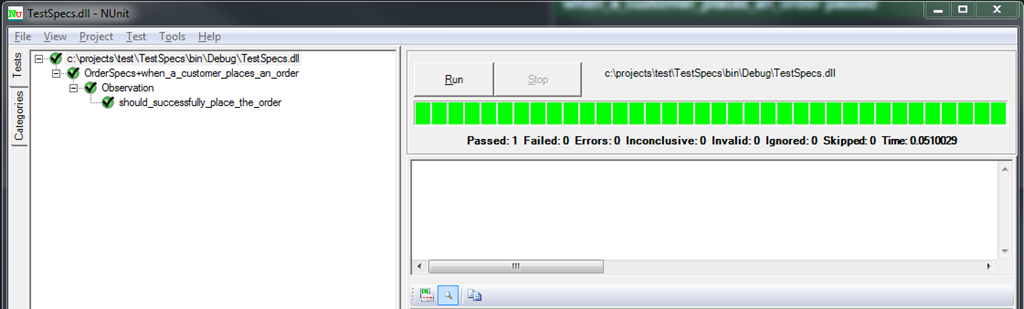 when_a_customer_places_an_order passed
TestSpecs.dll - NUnit
File View Project Test Tools Help
Tests
Categories
c:\projects\test\TestSpecs\bin\Debug\TestSpecs.dll
OrderSpecs+when_a_customer_places_an_order
Observation
should_successfully_place_the_order
Run
Stop
c:\projects\test\TestSpecs\bin\Debug\TestSpecs.dll
Passed: 1 Failed: 0 Errors: 0 Inconclusive: 0 Invalid: 0 Ignored: 0 Skipped: 0 Time: 0.0510029